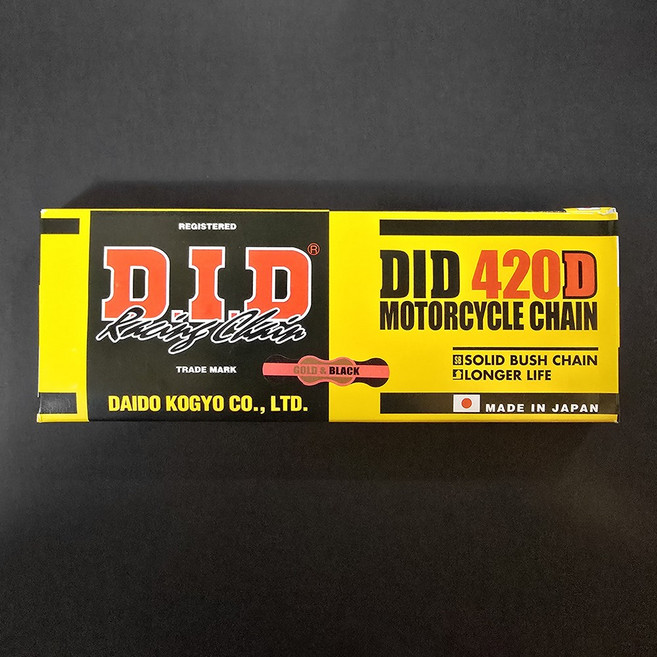 REGISTERED
D.I.D®
Racing Chain
TRADE MARK
GOLD & BLACK
DAIDO KOGYO CO., LTD.
DID 420D
MOTORCYCLE CHAIN
SB SOLID BUSH CHAIN
LONGER LIFE
MADE IN JAPAN